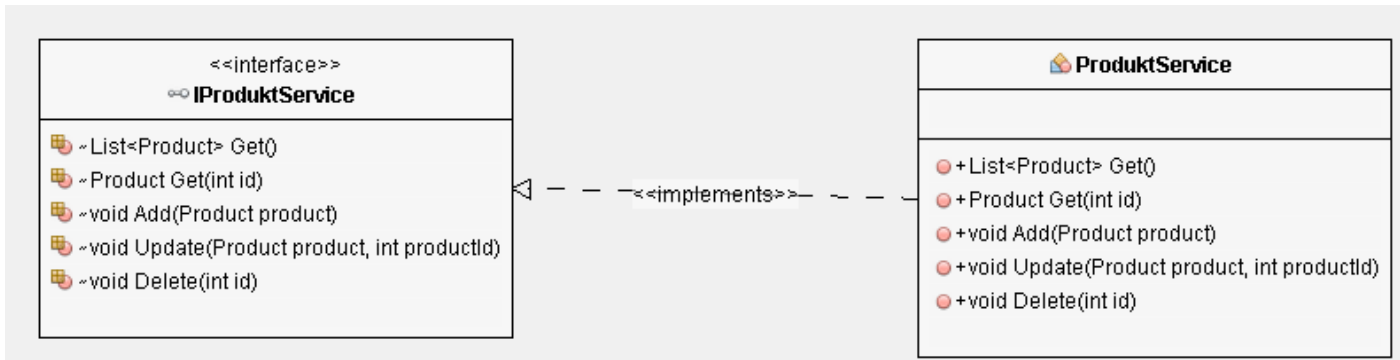 <<interface>>
IProduktService
~List<Product> Get()
~Product Get(int id)
~void Add(Product product)
~void Update(Product product, int productId)
~void Delete(int id)
<<implements>>
ProduktService
+List<Product> Get()
+Product Get(int id)
+void Add(Product product)
+void Update(Product product, int productId)
+void Delete(int id)